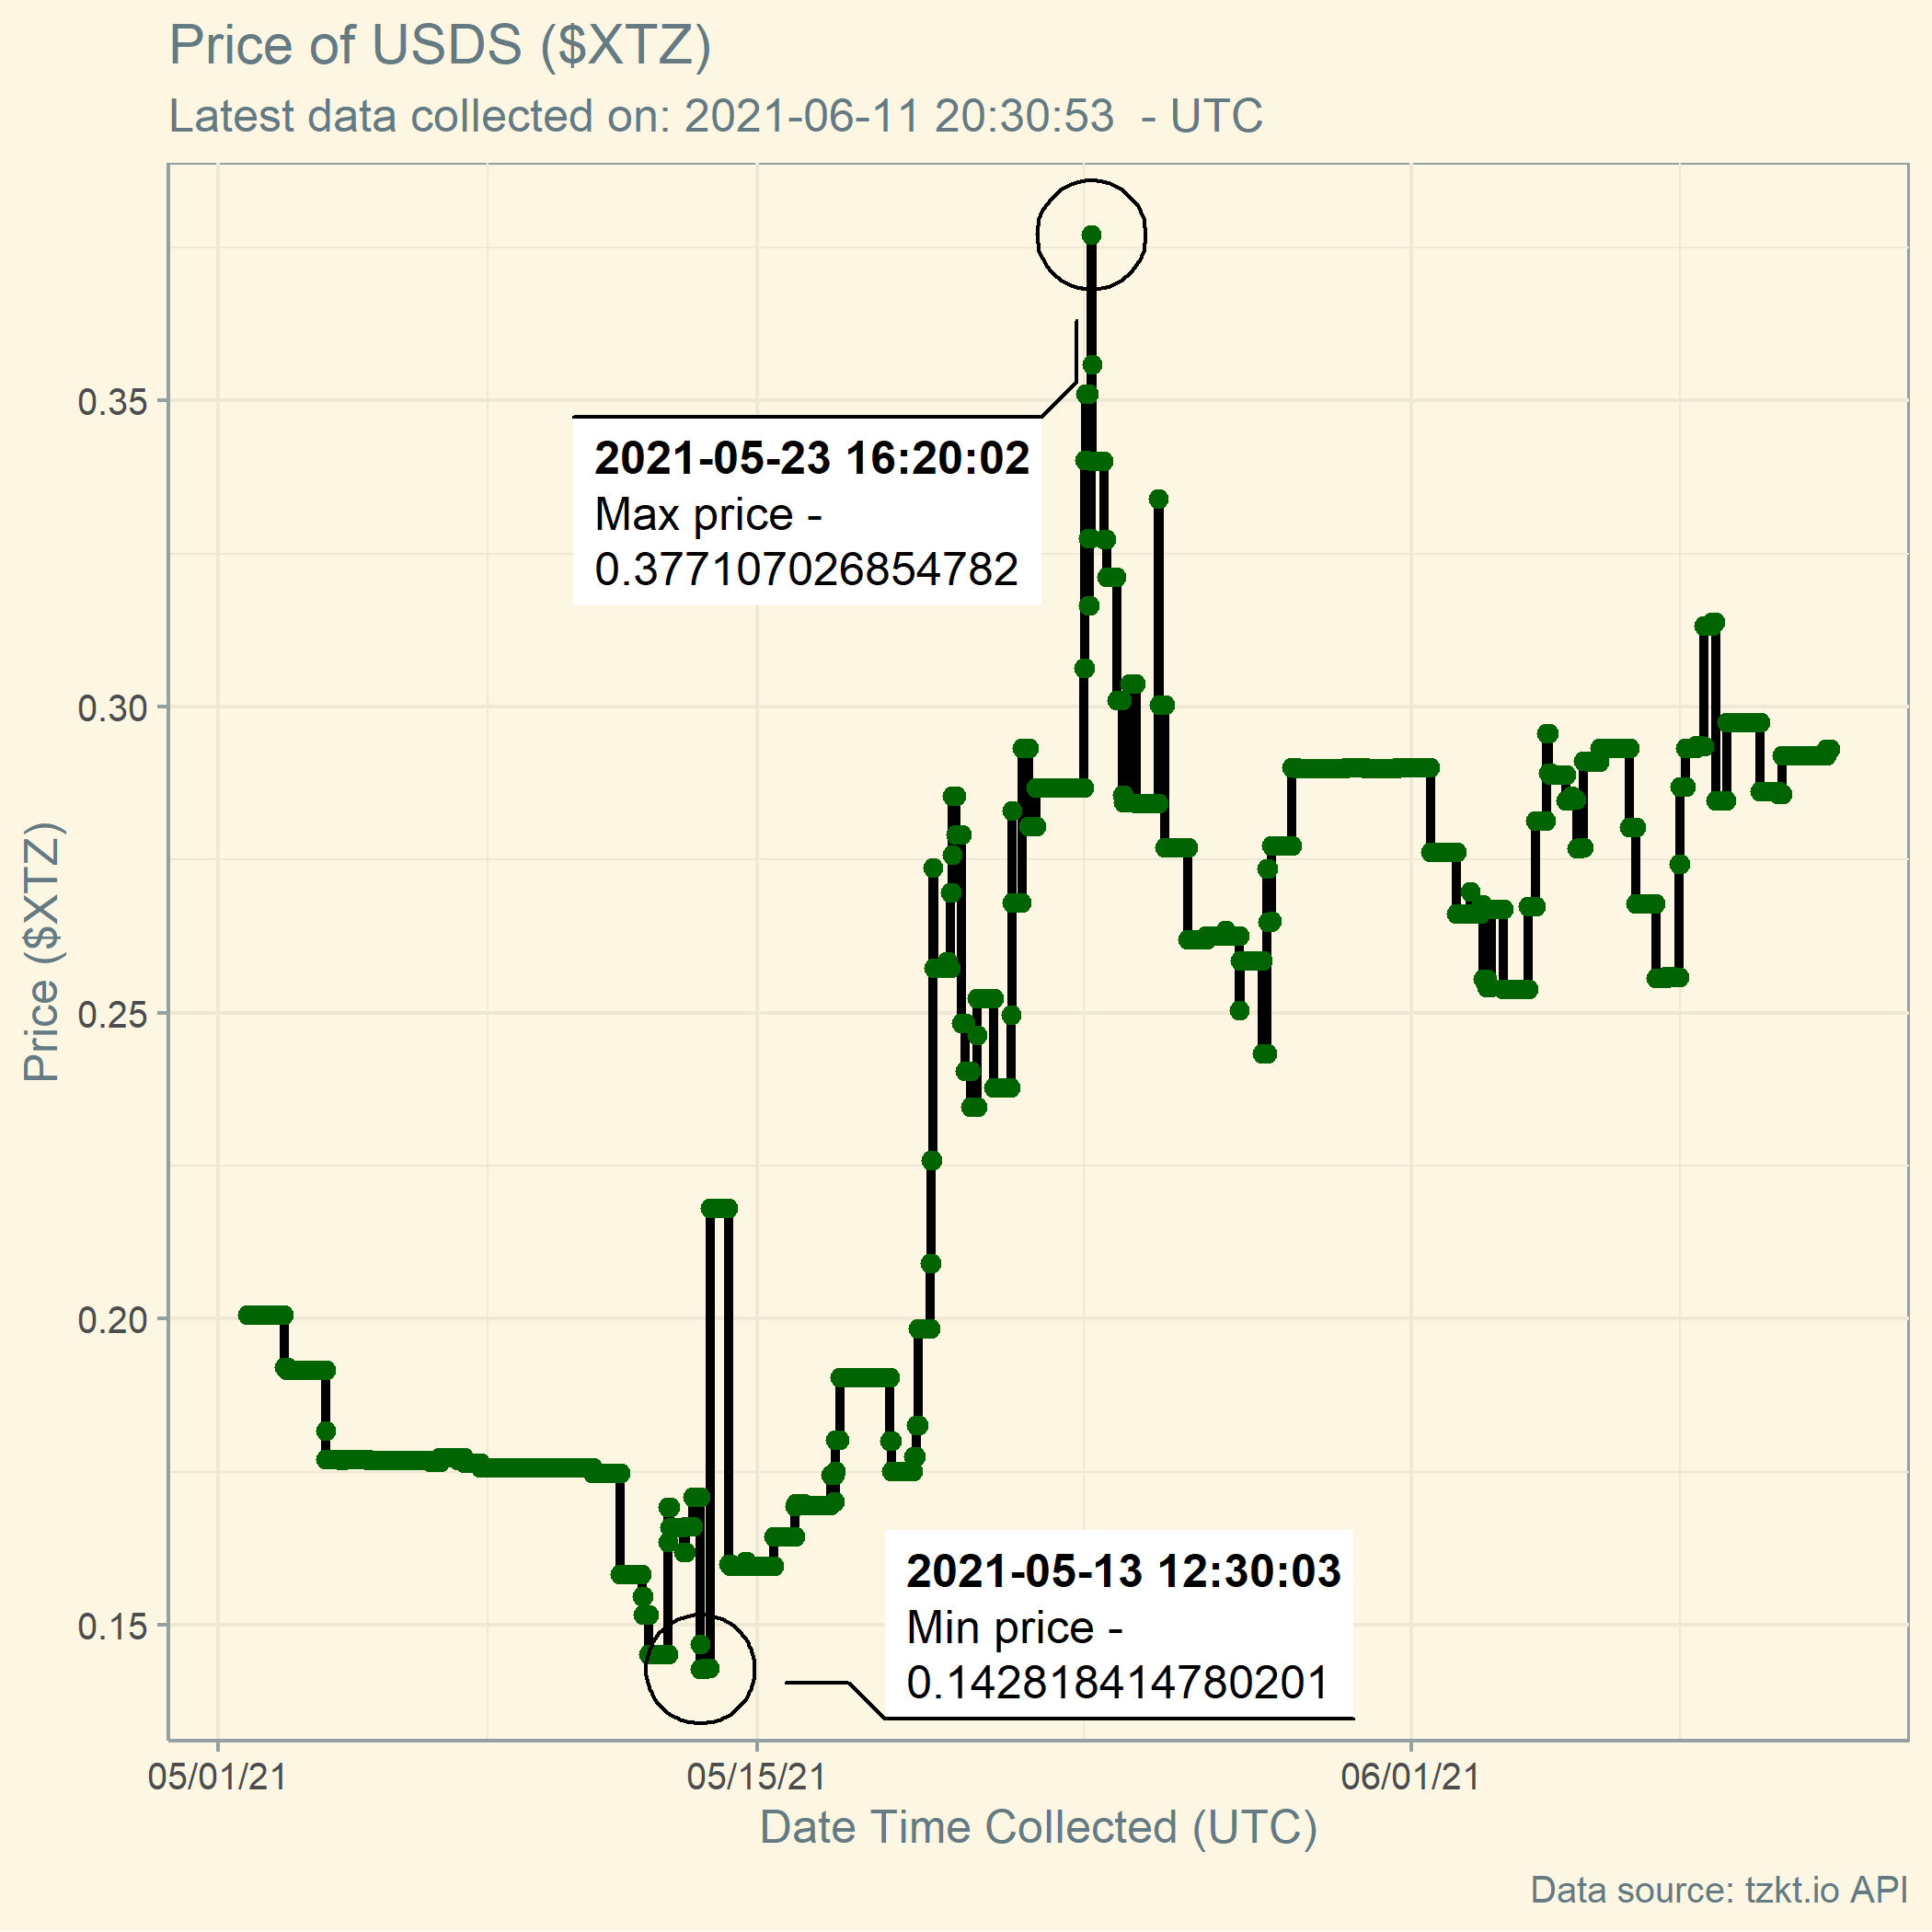 Price of USDS ($XTZ)
Latest data collected on: 2021-06-11 20:30:53  - UTC
Price ($XTZ)
0.35
0.30
0.25
0.20
0.15
2021-05-23 16:20:02
Max price -
0.377107026854782
2021-05-13 12:30:03
Min price -
0.142818414780201
05/01/21
05/15/21
06/01/21
Date Time Collected (UTC)
Data source: tzkt.io API